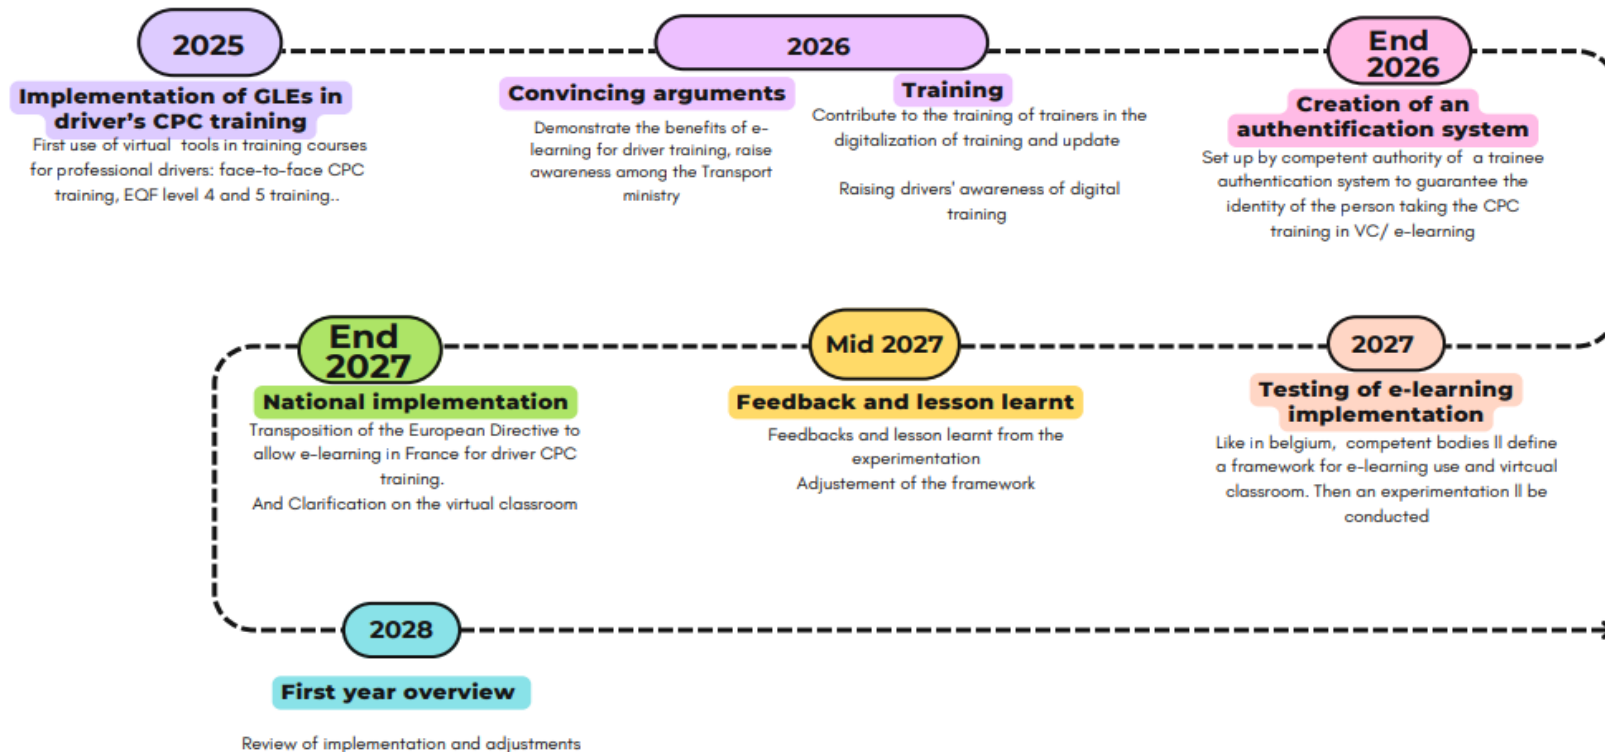 2025
Implementation of GLEs in
driver's CPC training
First use of virtual tools in training courses
for professional drivers: face-to-face CPC
training, EQF level 4 and 5 training..
2026
Convincing arguments
Demonstrate the benefits of e-
learning for driver training, raise
awareness among the Transport
ministry
Training
Contribute to the training of trainers in the
digitalization of training and update
Raising drivers' awareness of digital
training
End
2026
Creation of an
authentification system
Set up by competent authority of a trainee
authentication system to guarantee the
identity of the person taking the CPC
training in VC/ e-learning
2027
Testing of e-learning
implementation
Like in belgium, competent bodies ll define
a framework for e-learning use and virtcual
classroom. Then an experimentation ll be
conducted
Mid 2027
Feedback and lesson learnt
Feedbacks and lesson learnt from the
experimentation
Adjustement of the framework
End
2027
National implementation
Transposition of the European Directive to
allow e-learning in France for driver CPC
training.
And Clarification on the virtual classroom
2028
First year overview
Review of implementation and adjustments